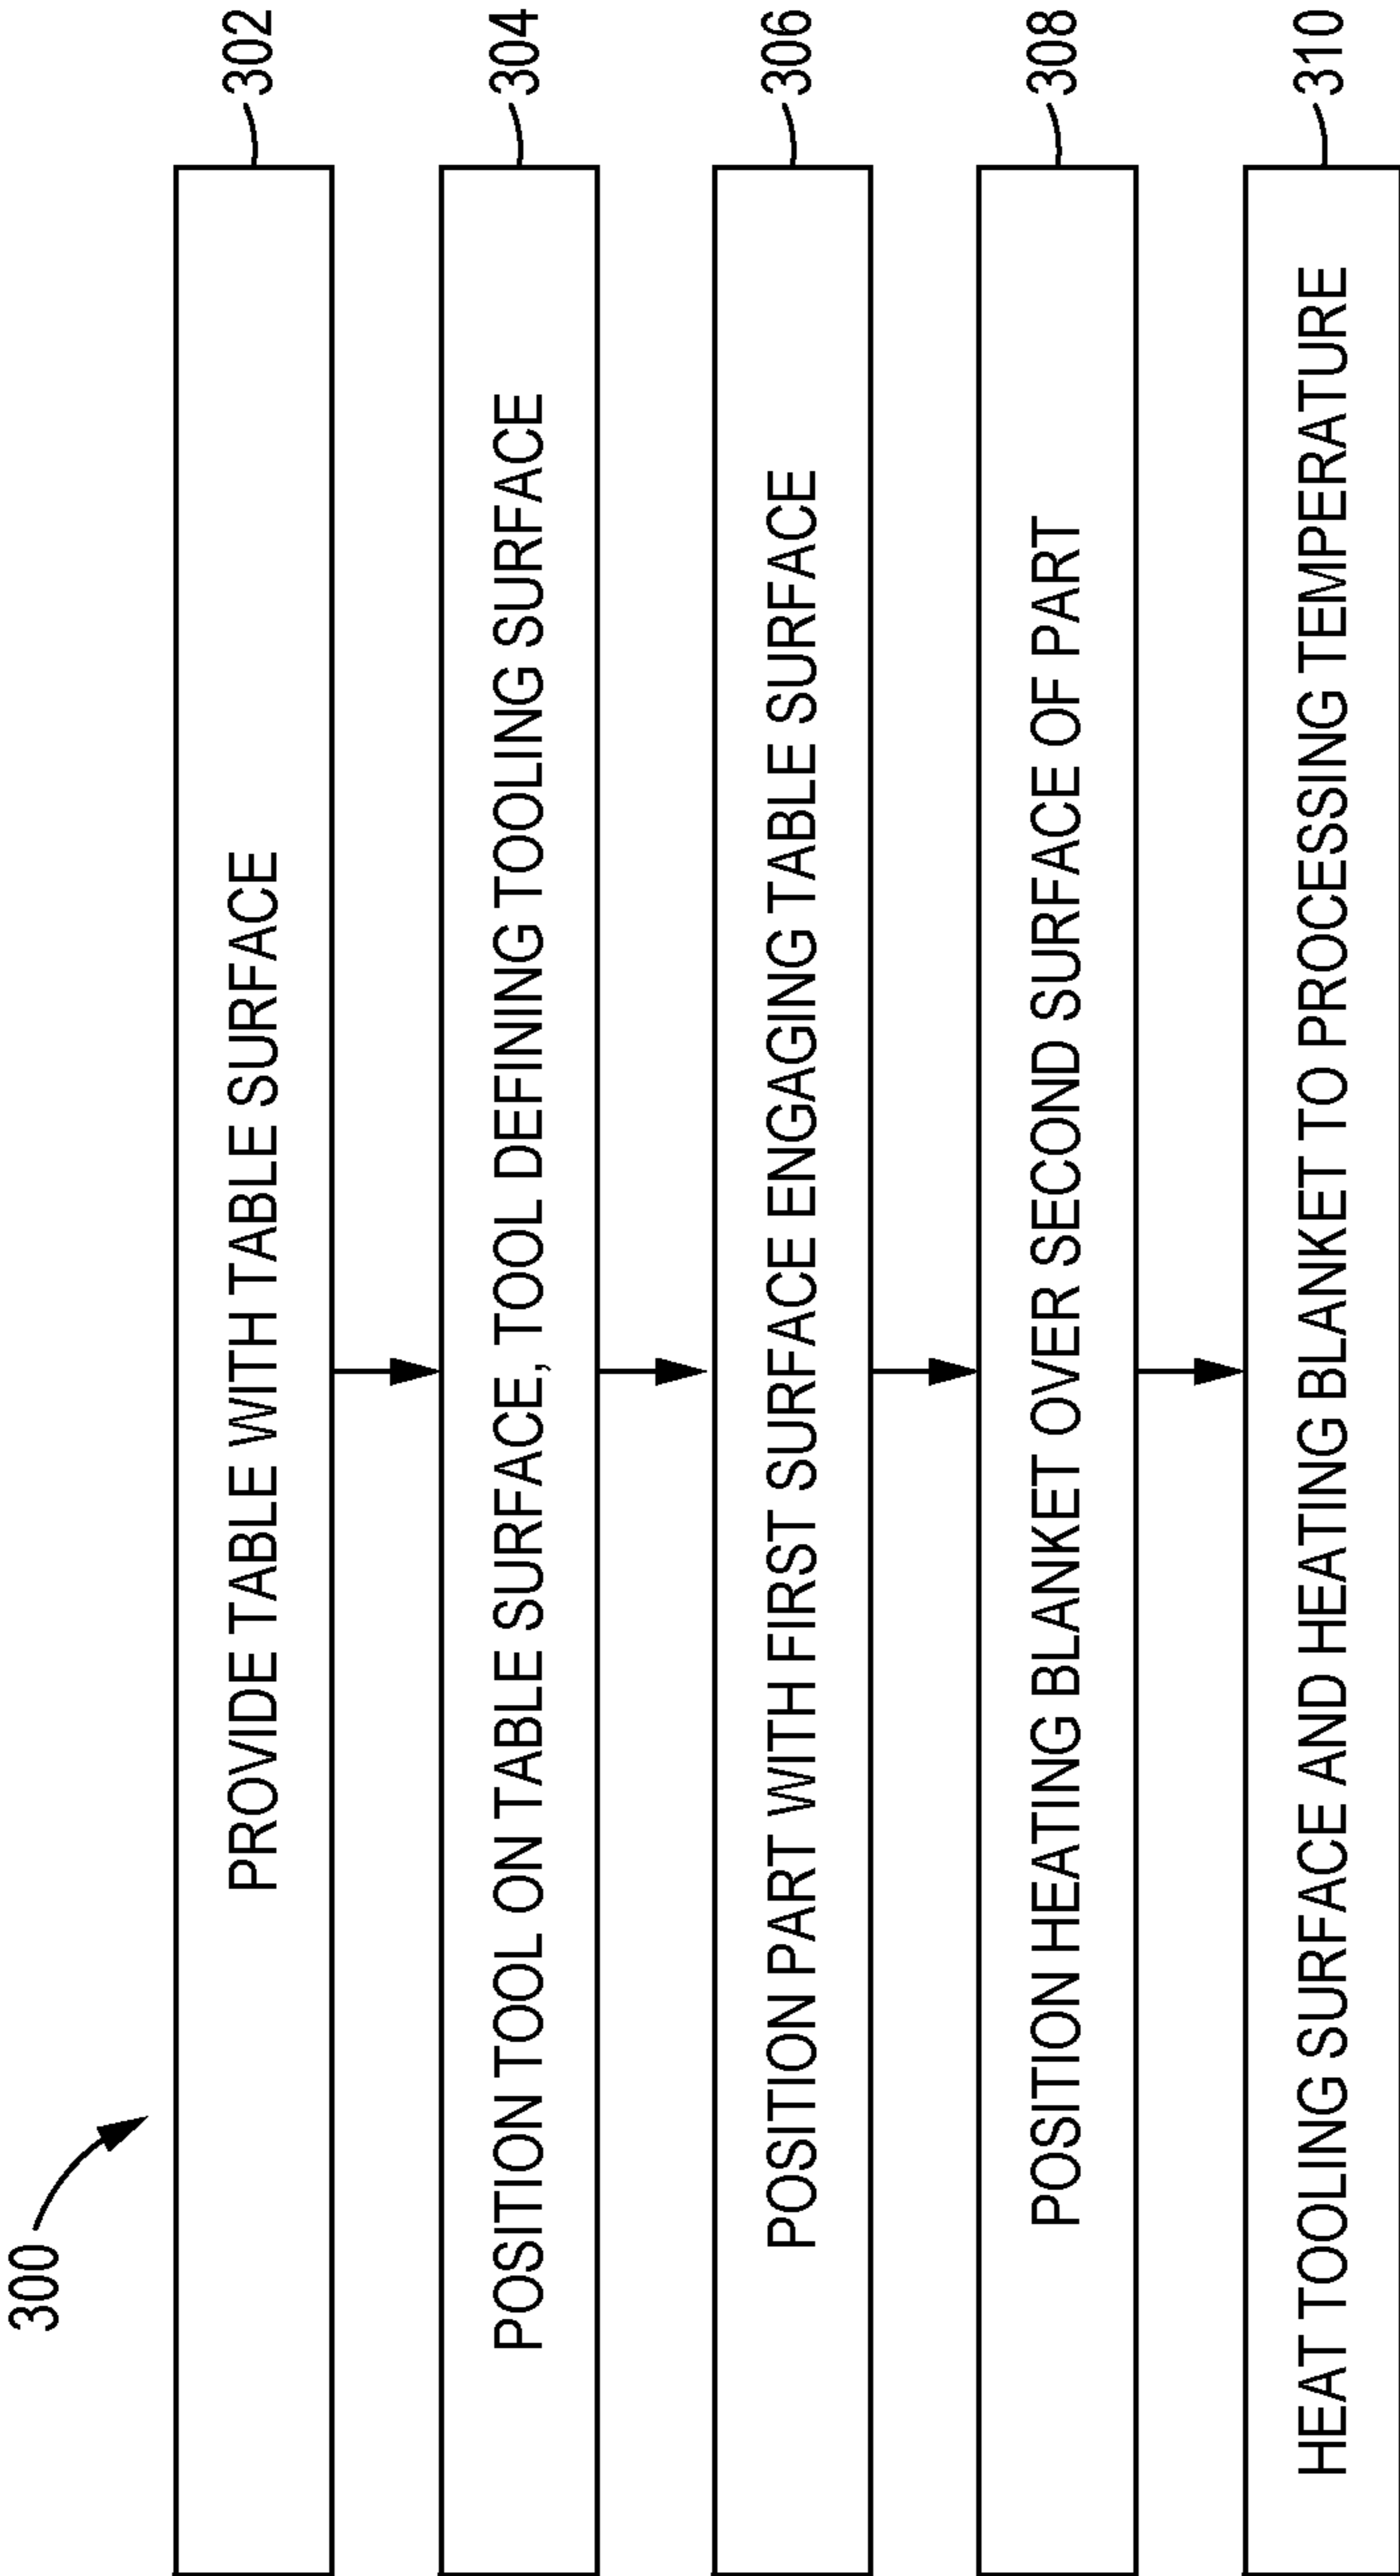 300
PROVIDE TABLE WITH TABLE SURFACE
302
POSITION TOOL ON TABLE SURFACE, TOOL DEFINING TOOLING SURFACE
304
POSITION PART WITH FIRST SURFACE ENGAGING TABLE SURFACE
306
POSITION HEATING BLANKET OVER SECOND SURFACE OF PART
308
HEAT TOOLING SURFACE AND HEATING BLANKET TO PROCESSING TEMPERATURE
310